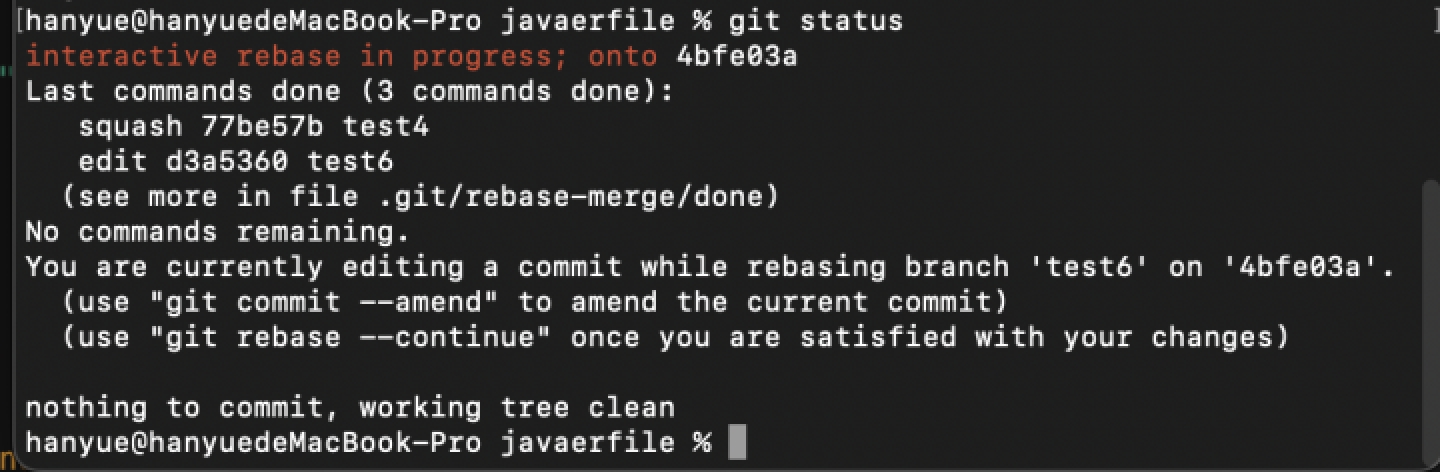 [hanyue@hanyuedeMacBook-Pro javaerfile % git status ]
interactive rebase in progress; onto 4bfe03a
Last commands done (3 commands done):
   squash 77be57b test4
   edit d3a5360 test6
  (see more in file .git/rebase-merge/done)
No commands remaining.
You are currently editing a commit while rebasing branch 'test6' on '4bfe03a'.
  (use "git commit --amend" to amend the current commit)
  (use "git rebase --continue" once you are satisfied with your changes)

nothing to commit, working tree clean
hanyue@hanyuedeMacBook-Pro javaerfile %